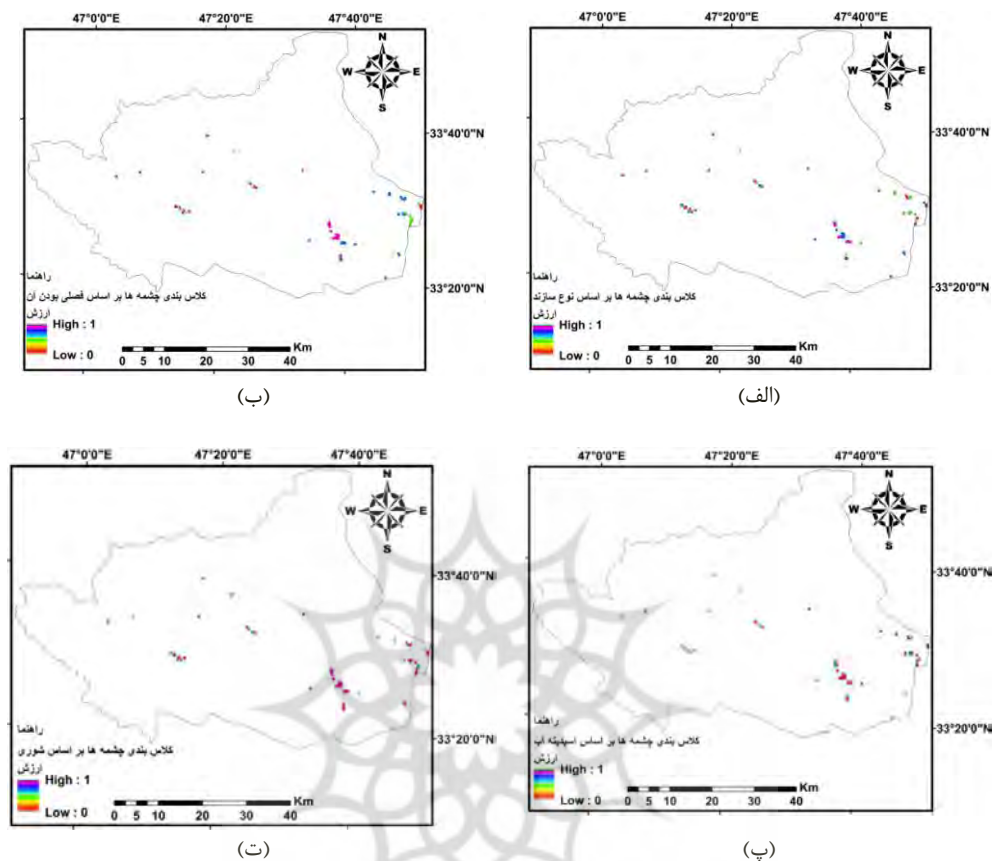 47°0'0"E 47°20'0"E 47°40'0"E
N
W E
S
33°40'0"N
33°20'0"N
راهنما
کلاس بندی چشمه ها بر اساس نوع سازند
ارزش
High : 1
Low : 0
Km
0 5 10 20 30 40
(الف)
47°0'0"E 47°20'0"E 47°40'0"E
N
W E
S
33°40'0"N
33°20'0"N
راهنما
کلاس بندی چشمه ها بر اساس فصلی بودن آن
ارزش
High : 1
Low : 0
Km
0 5 10 20 30 40
(ب)
47°0'0"E 47°20'0"E 47°40'0"E
N
W E
S
33°40'0"N
33°20'0"N
راهنما
کلاس بندی چشمه ها بر اساس اسیدیته آب
ارزش
High : 1
Low : 0
Km
0 5 10 20 30 40
(پ)
47°0'0"E 47°20'0"E 47°40'0"E
N
W E
S
33°40'0"N
33°20'0"N
راهنما
کلاس بندی چشمه ها بر اساس شوری
ارزش
High : 1
Low : 0
Km
0 5 10 20 30 40
(ت)